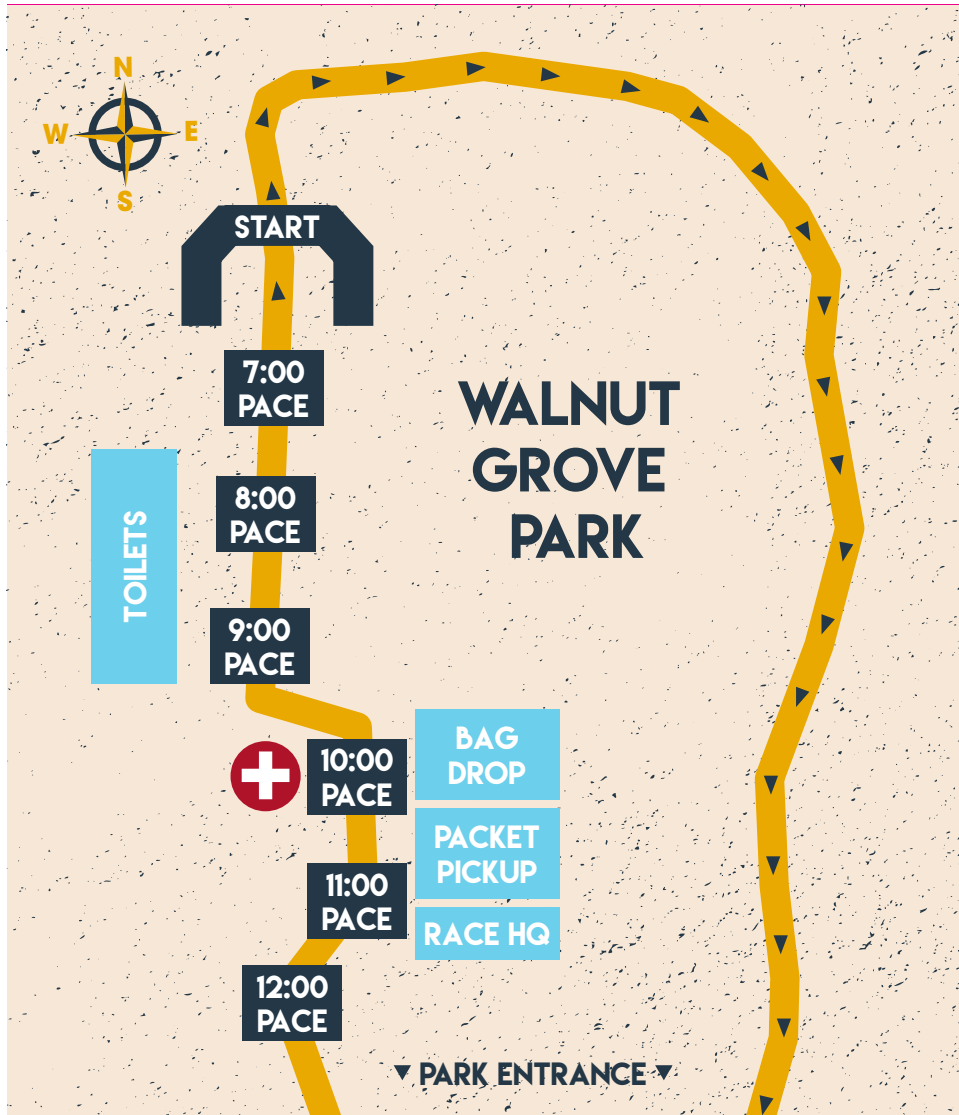 N
W
E
S
START
7:00
PACE
WALNUT
GROVE
PARK
8:00
PACE
TOILETS
9:00
PACE
10:00
PACE
BAG
DROP
PACKET
PICKUP
11:00
PACE
RACE HQ
12:00
PACE
PARK ENTRANCE